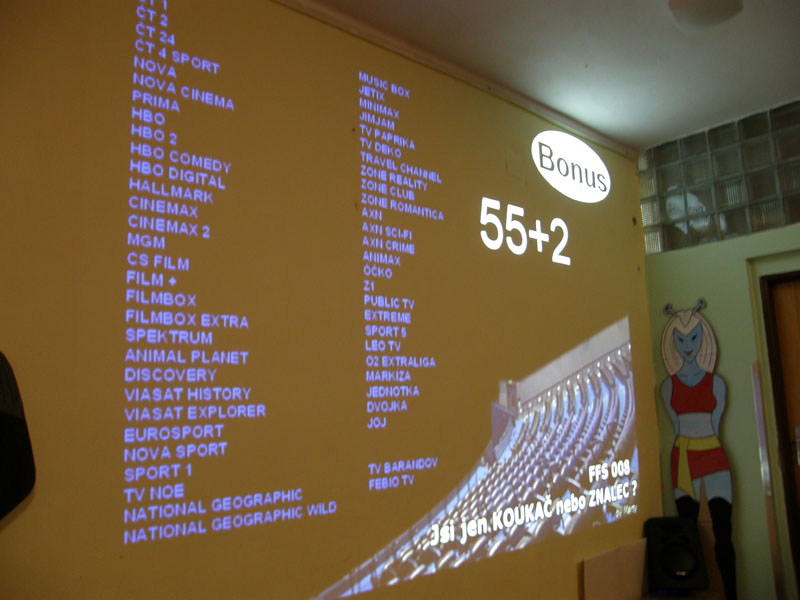 ČT 1
ČT 2
ČT 24
ČT 4 SPORT
NOVA
NOVA CINEMA
PRIMA
HBO
HBO 2
HBO COMEDY
HBO DIGITAL
HALLMARK
CINEMAX
CINEMAX 2
MGM
CS FILM
FILM +
FILMBOX
FILMBOX EXTRA
SPEKTRUM
ANIMAL PLANET
DISCOVERY
VIASAT HISTORY
VIASAT EXPLORER
EUROSPORT
NOVA SPORT
SPORT 1
TV NOE
NATIONAL GEOGRAPHIC
NATIONAL GEOGRAPHIC WILD
MUSIC BOX
JETIX
MINIMAX
JIMJAM
TV PAPRIKA
TV DEKO
TRAVEL CHANNEL
ZONE REALITY
ZONE CLUB
ZONE ROMANTICA
AXN
AXN SCI-FI
AXN CRIME
ANIMAX
ÓČKO
Z1
PUBLIC TV
EXTREME
SPORT 5
LEO TV
O2 EXTRALIGA
MARKIZA
JEDNOTKA
DVOJKA
JOJ
TV BARANDOV
FEBIO TV
Bonus
55+2
FFS 008
Jsi jen KOUKAČ nebo ZNALEC ?